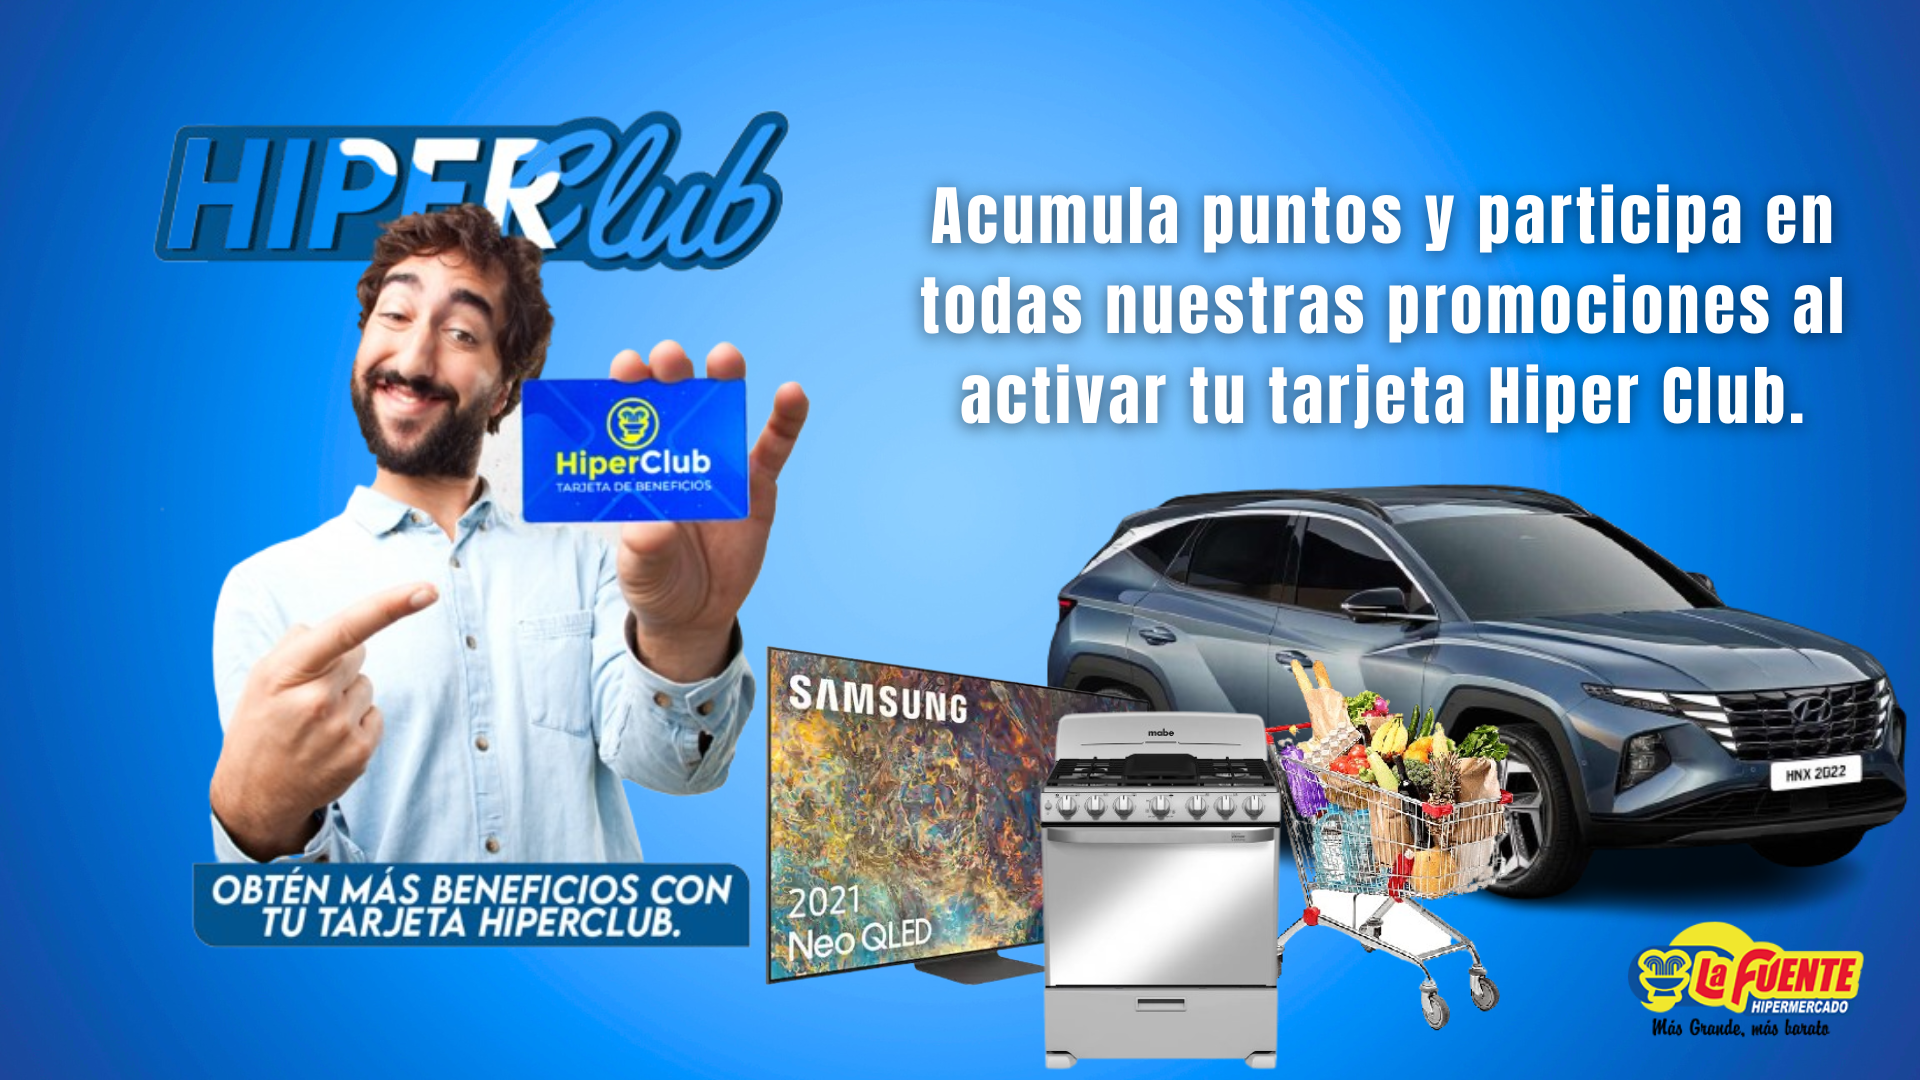 HIPERClub
Acumula puntos y participa en
todas nuestras promociones al
activar tu tarjeta Hiper Club.
HiperClub
TARJETA DE BENEFICIOS
OBTÉN MÁS BENEFICIOS CON
TU TARJETA HIPERCLUB.
SAMSUNG
2021
Neo QLED
mabe
HNX 2022
La FUENTE
HIPERMERCADO
Más Grande, más barato